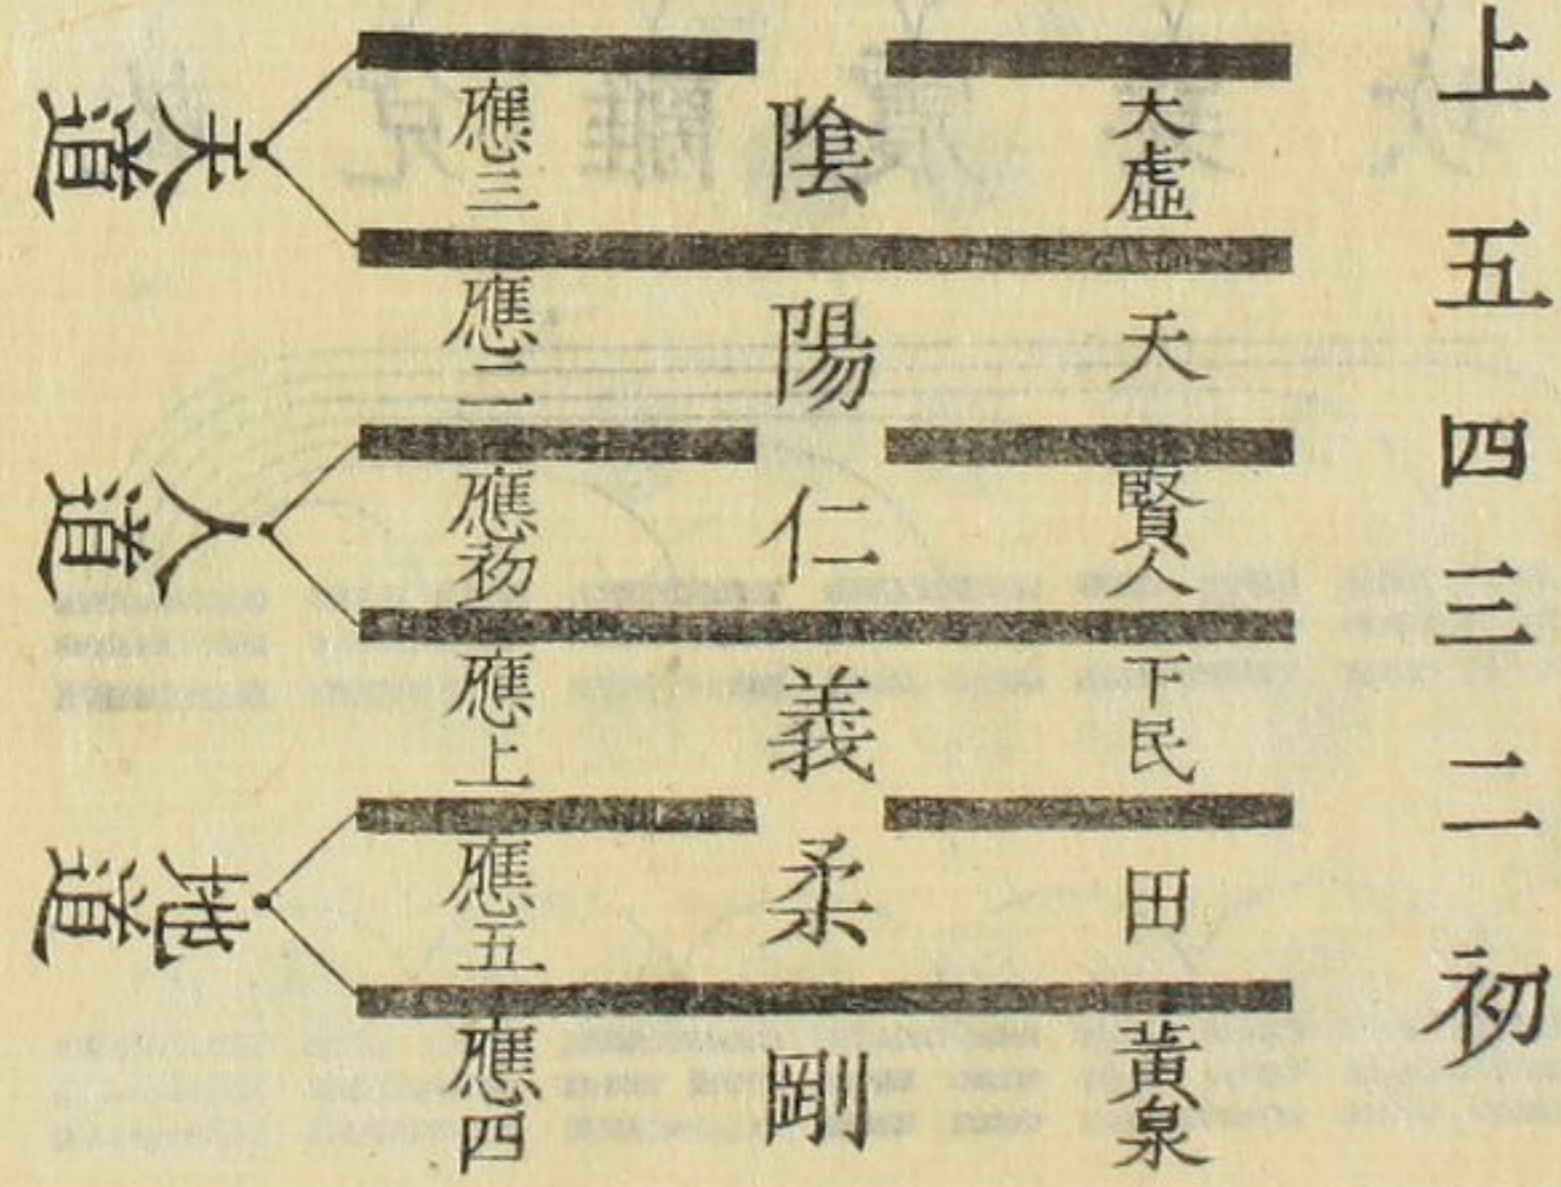 上
五
四
三
二
初
大虛
天
賢人
下民
田
黃泉
陰
陽
仁
義
柔
剛
應三
應二
應初
應上
應五
應四
天道
人道
地道